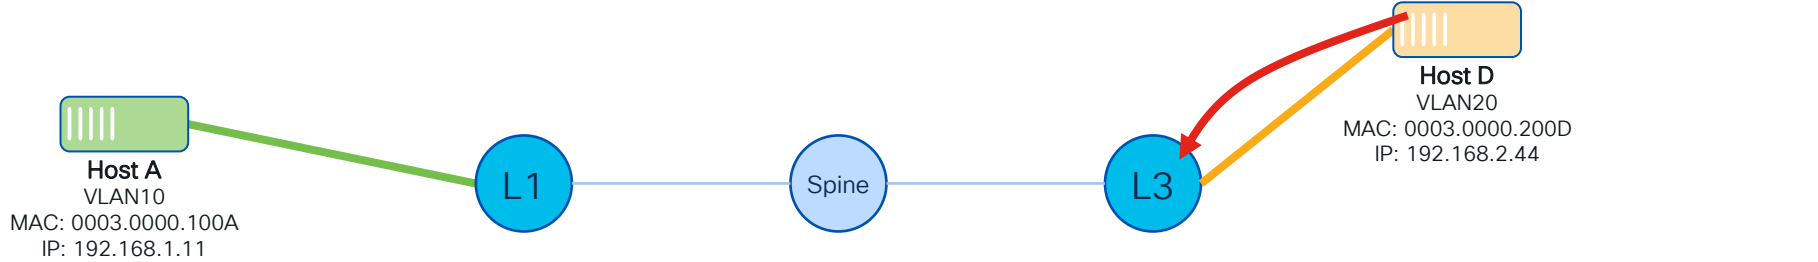 Host A
VLAN10
MAC: 0003.0000.100A
IP: 192.168.1.11
L1
Spine
L3
Host D
VLAN20
MAC: 0003.0000.200D
IP: 192.168.2.44